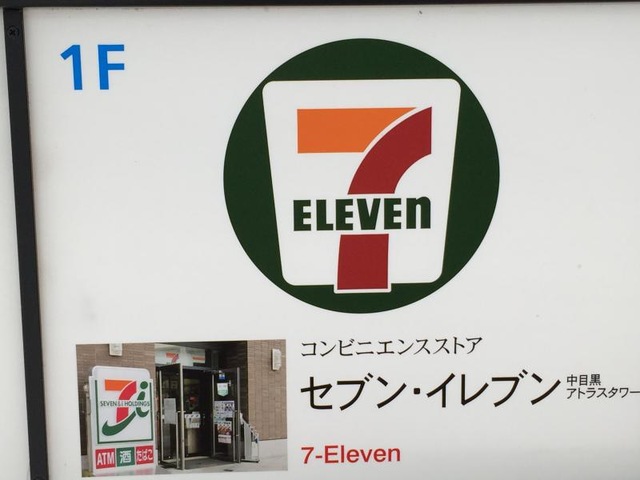 1F
7
ELEVEn
コンビニエンスストア
セブン・イレブン 中目黒
アトラスタワー
7-Eleven
SEVEN & i HOLDINGS
ATM 酒 たばこ